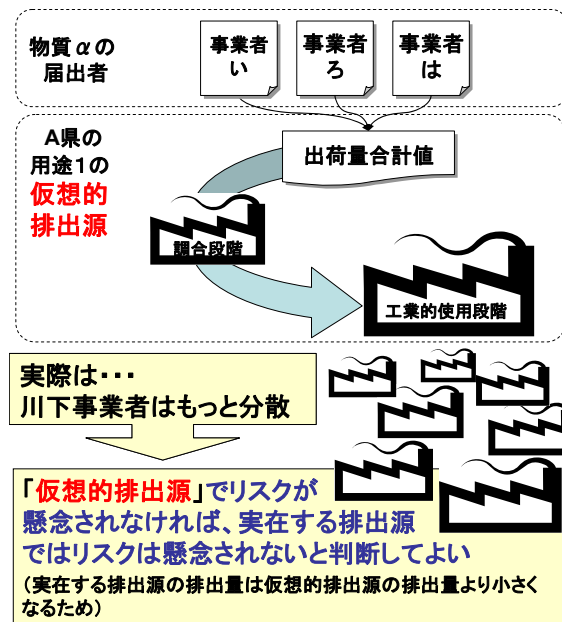 物質αの
届出者
事業者
い
事業者
ろ
事業者
は
A県の
用途1の
仮想的
排出源
出荷量合計値
調合段階
工業的使用段階
実際は・・・
川下事業者はもっと分散
「仮想的排出源」でリスクが
懸念されなければ、実在する排出源
ではリスクは懸念されないと判断してよい
（実在する排出源の排出量は仮想的排出源の排出量より小さく
なるため）